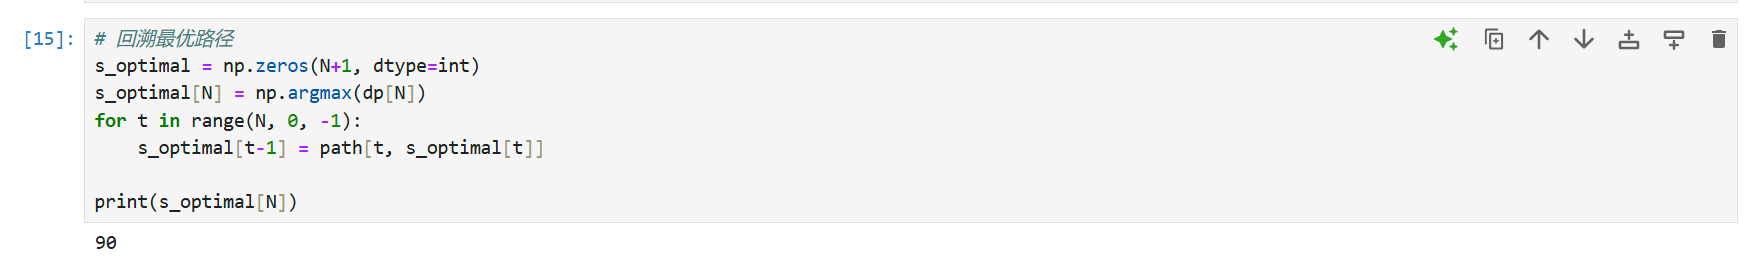 [15]:
# 回溯最优路径
s_optimal = np.zeros(N+1, dtype=int)
s_optimal[N] = np.argmax(dp[N])
for t in range(N, 0, -1):
    s_optimal[t-1] = path[t, s_optimal[t]]
print(s_optimal[N])
90